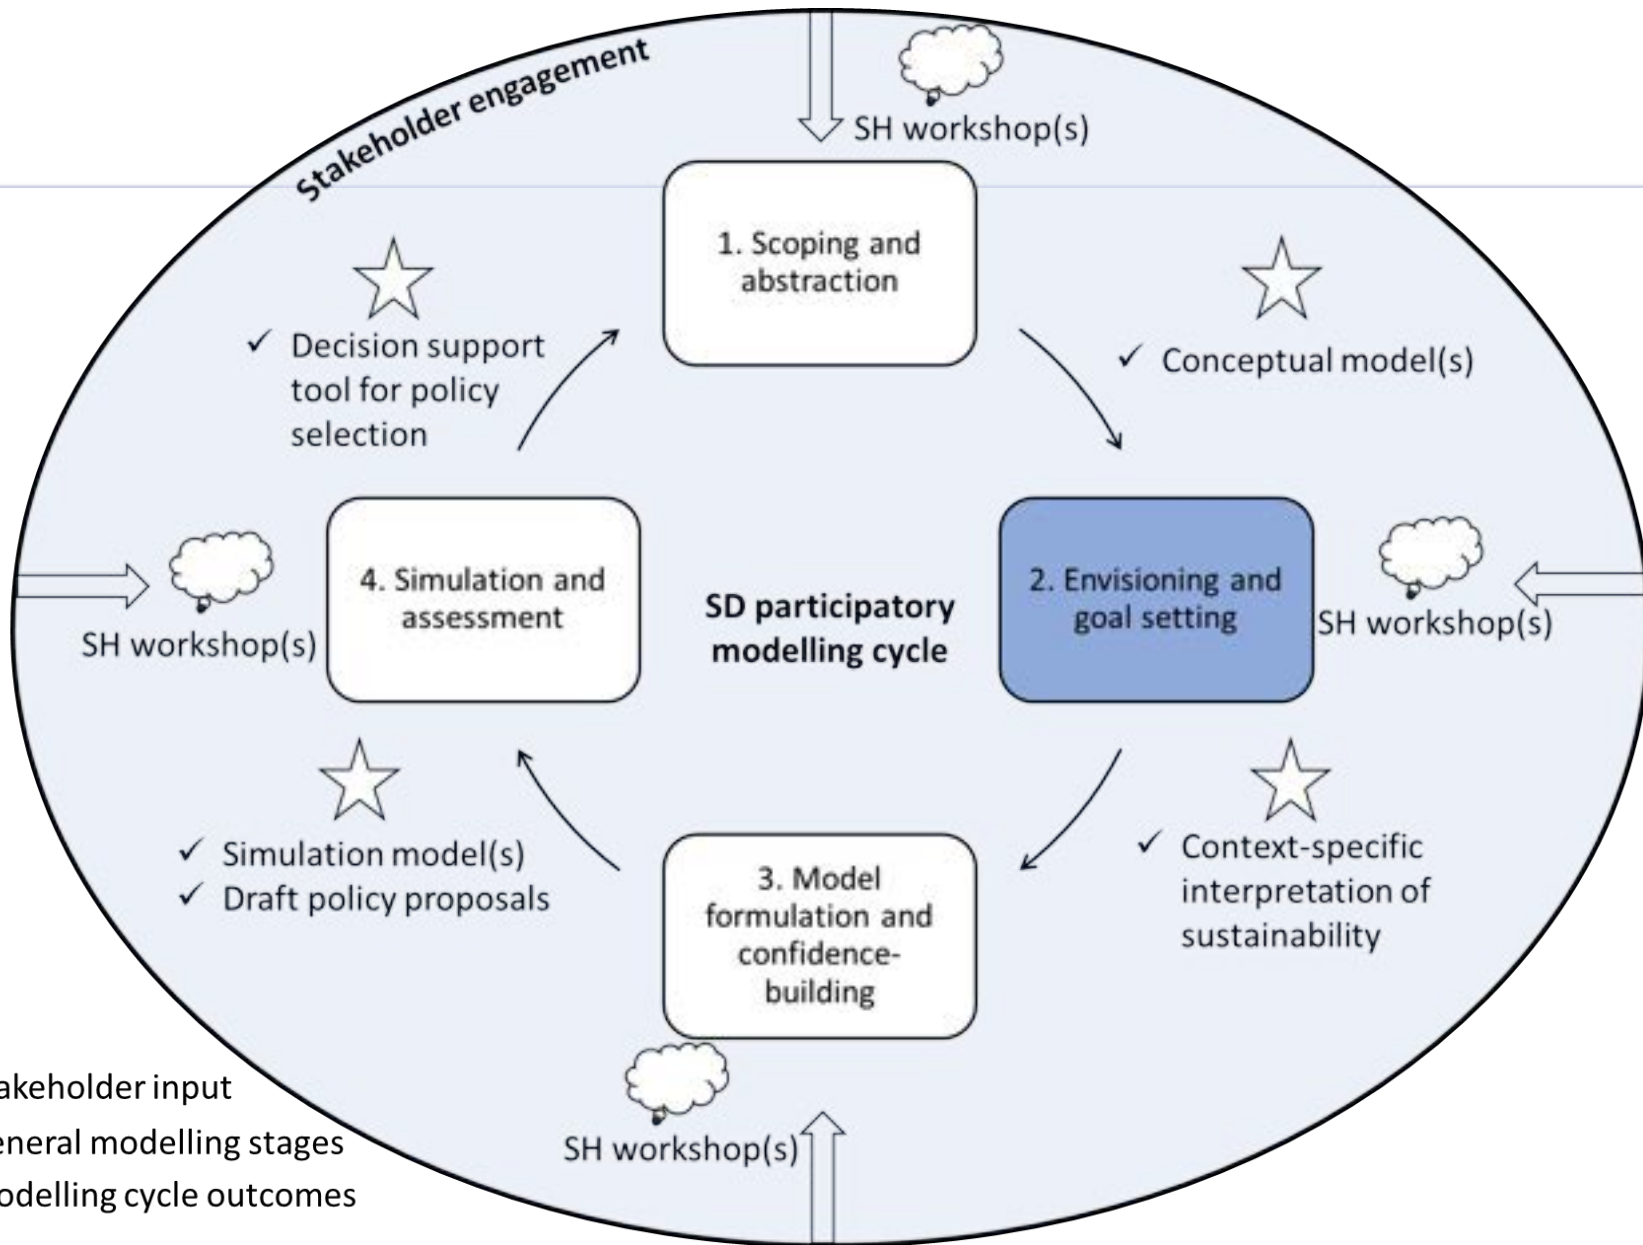 Stakeholder engagement
SH workshop(s)
1. Scoping and
abstraction
Decision support
tool for policy
selection
Conceptual model(s)
4. Simulation and
assessment
SH workshop(s)
SD participatory
modelling cycle
2. Envisioning and
goal setting
SH workshop(s)
Simulation model(s)
Draft policy proposals
3. Model
formulation and
confidence-
building
Context-specific
interpretation of
sustainability
SH workshop(s)
akeholder input
eneral modelling stages
odelling cycle outcomes